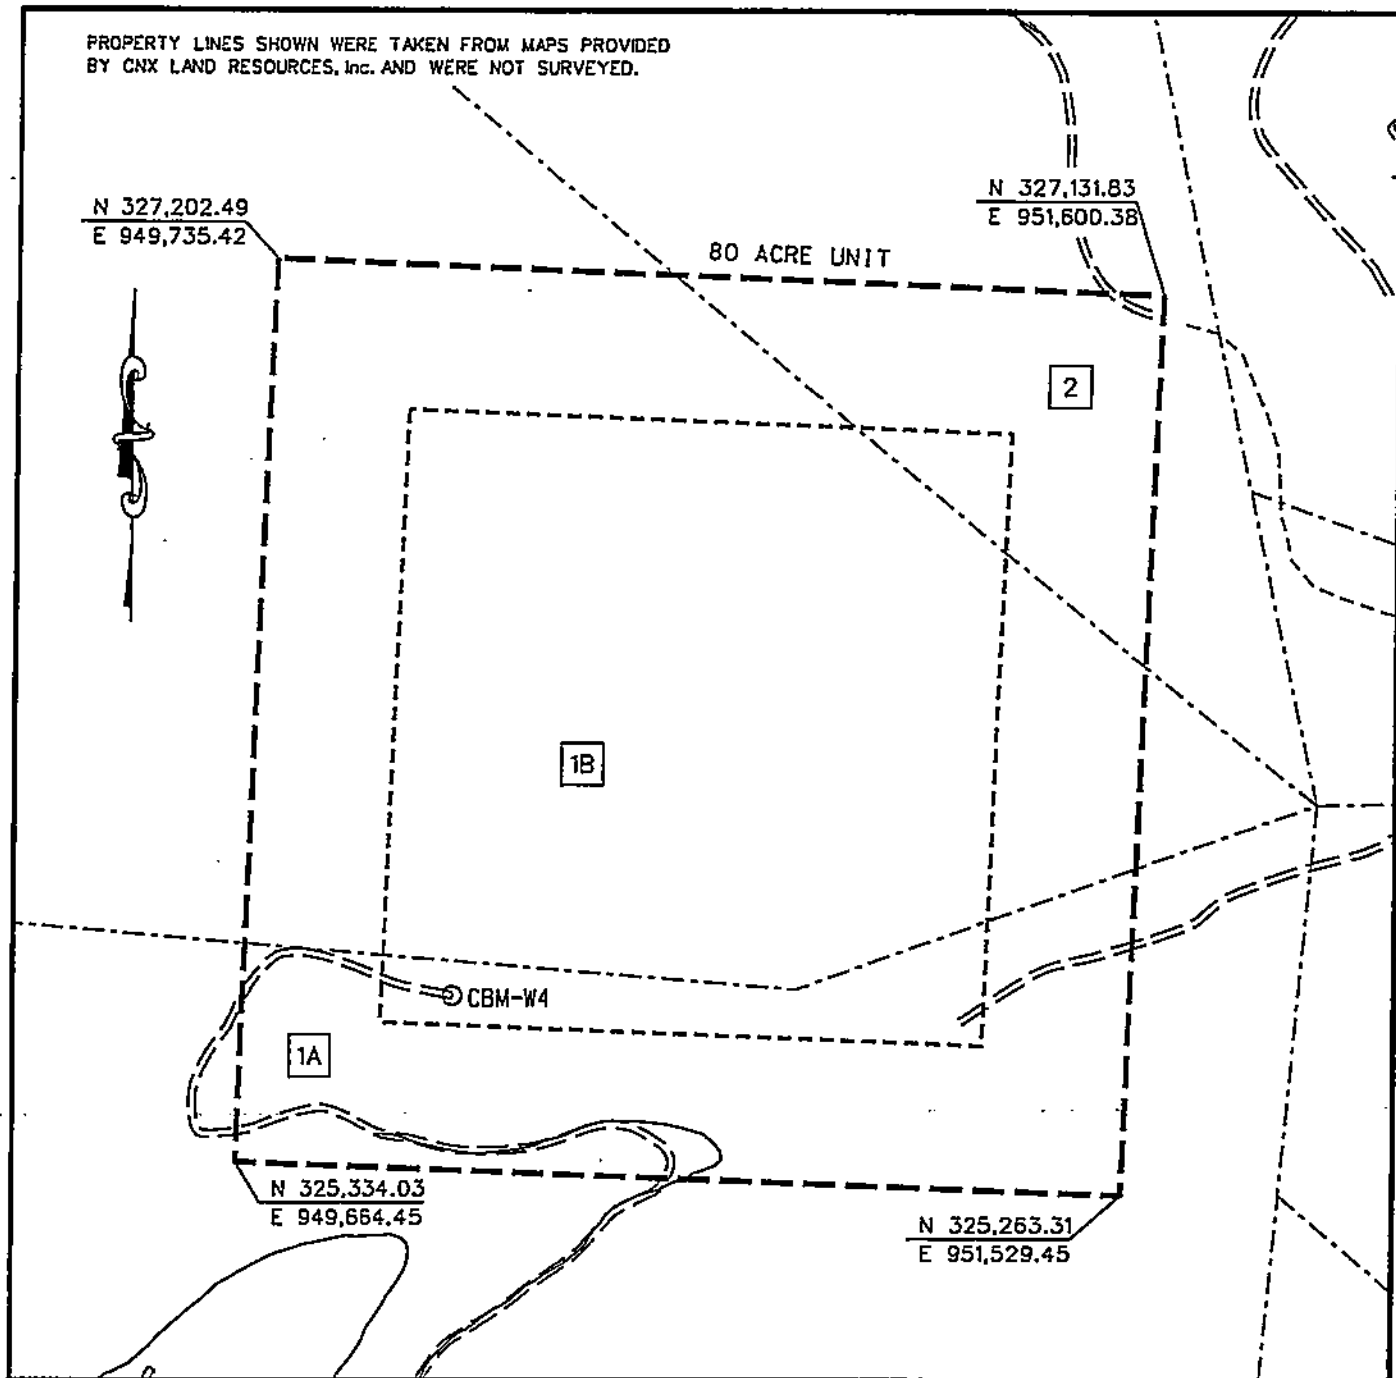 PROPERTY LINES SHOWN WERE TAKEN FROM MAPS PROVIDED
BY CNX LAND RESOURCES, Inc. AND WERE NOT SURVEYED.
N 327,202.49
E 949,735.42
N 327,131.83
E 951,600.38
80 ACRE UNIT
2
1B
CBM-W4
1A
N 325,334.03
E 949,664.45
N 325,263.31
E 951,529.45